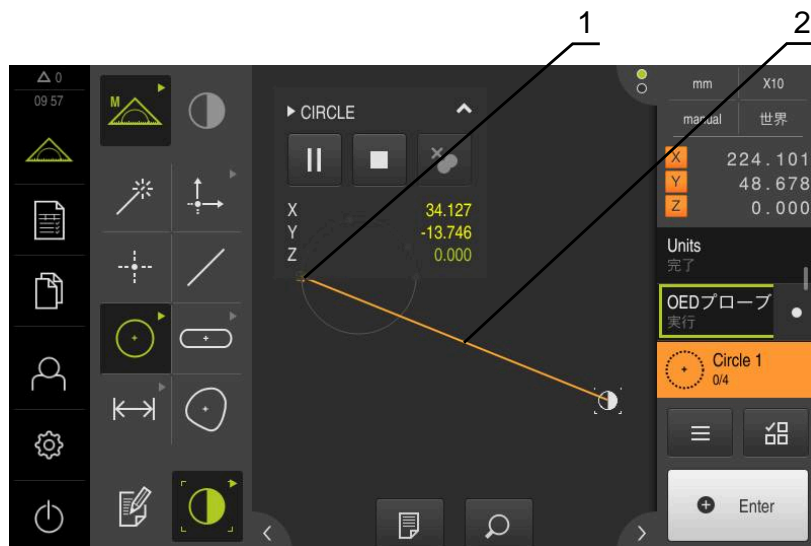 1
2
0
09 57
M
CIRCLE
X 34.127
Y -13.746
Z 0.000
mm
X10
manual
世界
X 224.101
Y 48.678
Z 0.000
Units
完了
OEDプローブ
実行
Circle 1
0/4
Enter